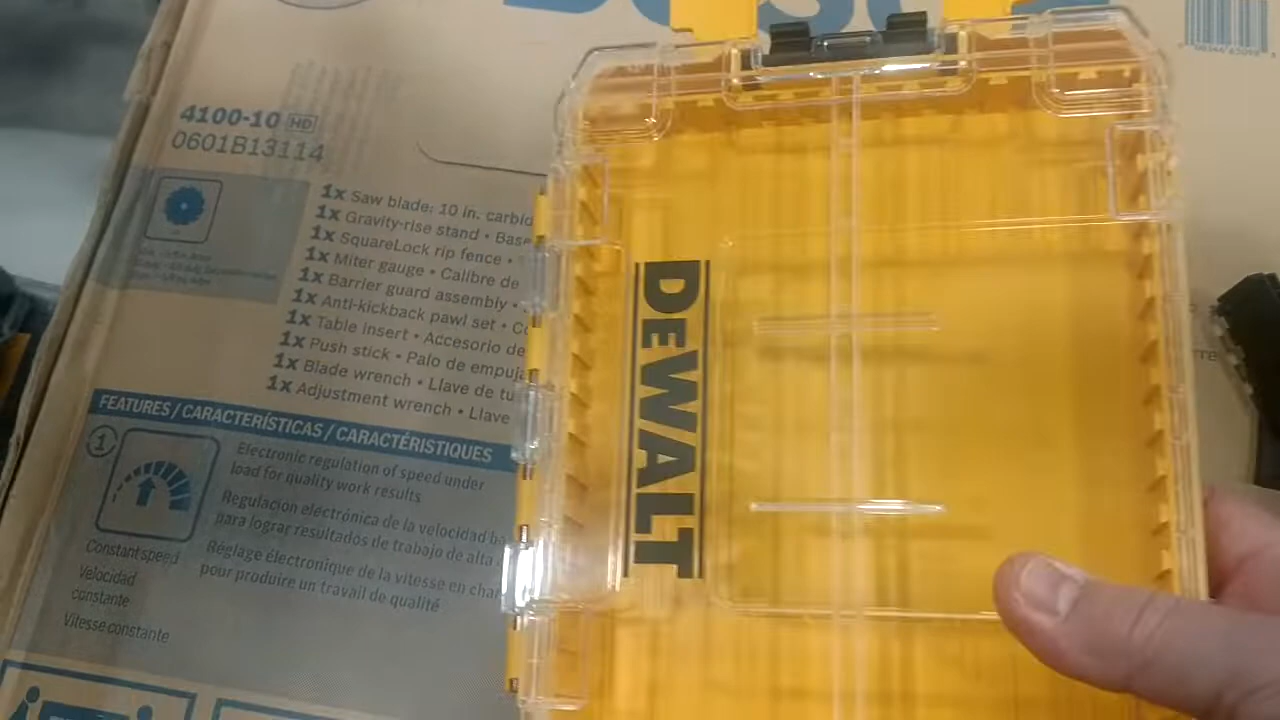 4100-10 HD
0601B13114
1x Saw blade: 10 in. carbid
1x Gravity-rise stand • Base
1x SquareLock rip fence •
1x Miter gauge • Calibre de
1x Barrier guard assembly •
1x Anti-kickback pawl set • Co
1x Table insert • Accesorio de
1x Push stick • Palo de empuj
1x Blade wrench • Llave de tu
1x Adjustment wrench • Llave
FEATURES / CARACTERÍSTICAS / CARACTÉRISTIQUES
1
Electronic regulation of speed under
load for quality work results
Regulación electrónica de la velocidad ba
para lograr resultados de trabajo de alta
Réglage électronique de la vitesse en char
pour produire un travail de qualité
Constant speed
Velocidad
constante
Vitesse constante
DEWALT